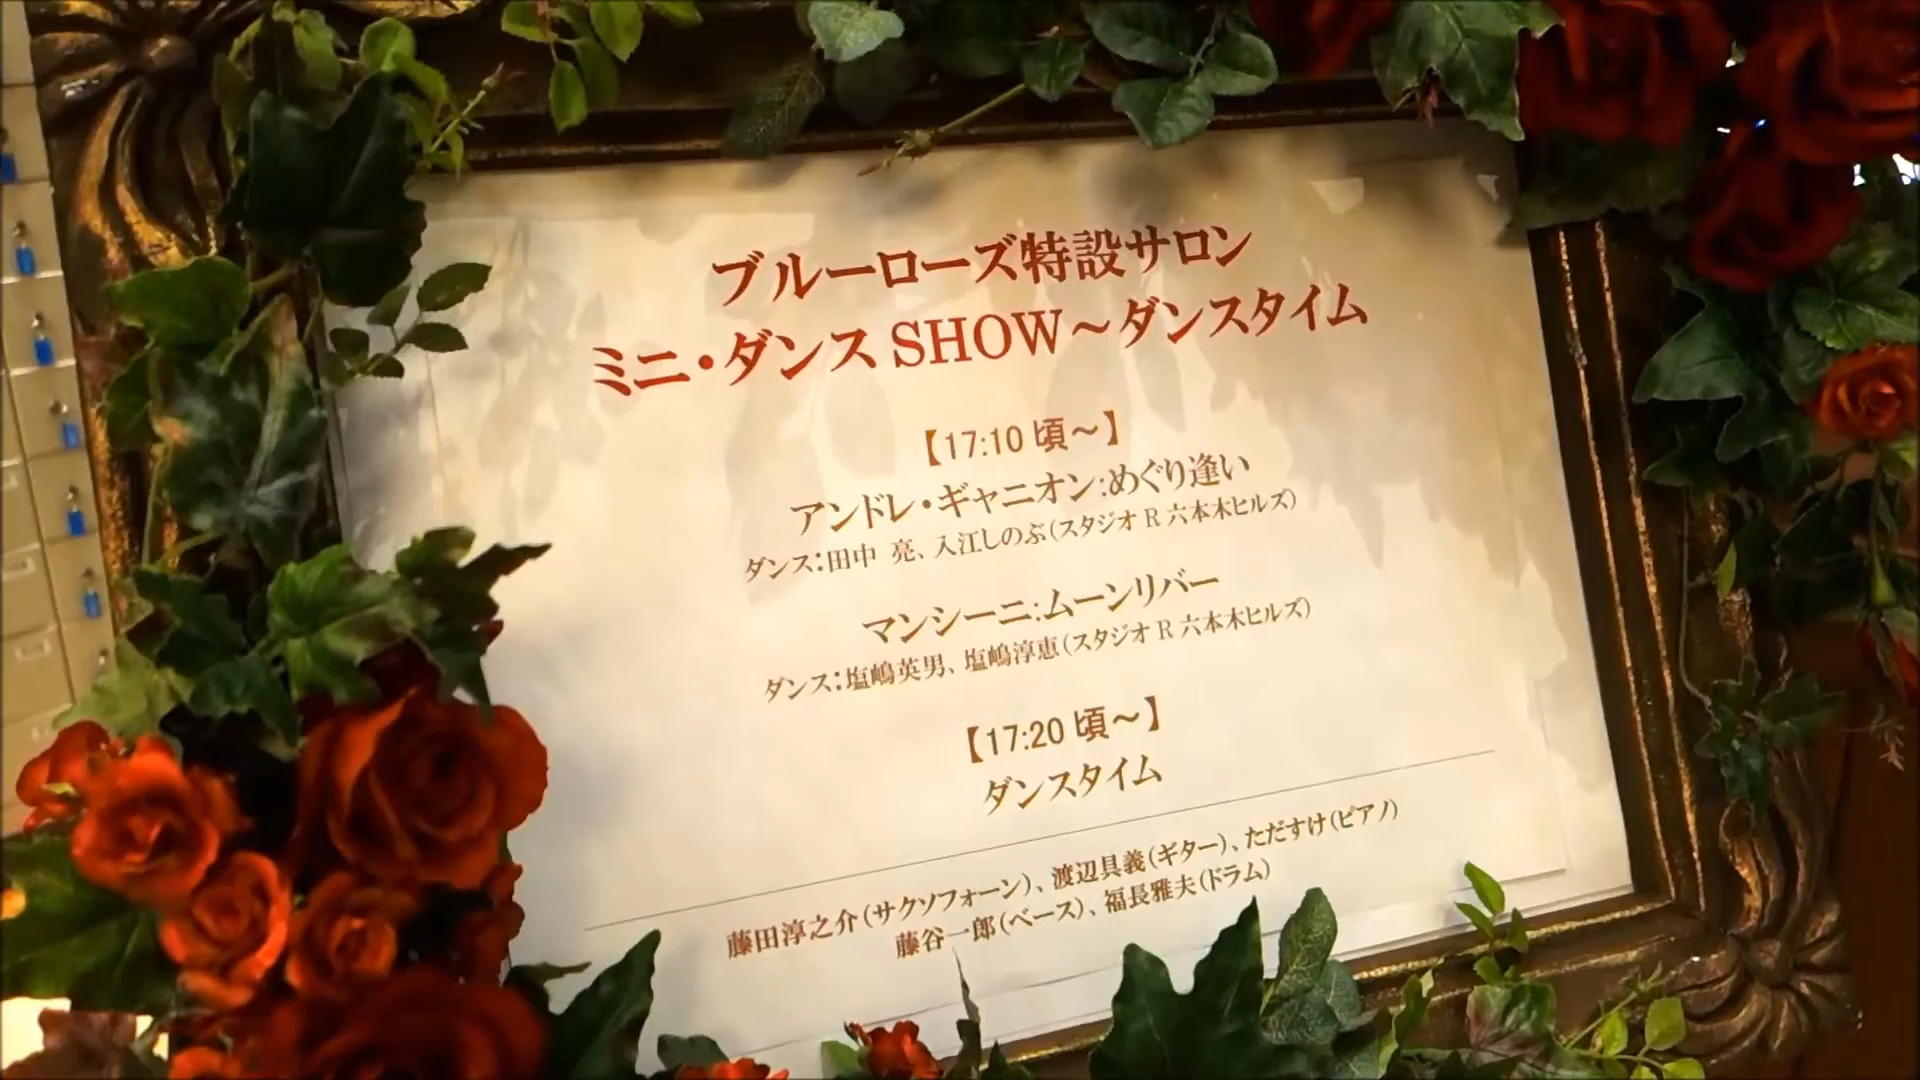 ブルーローズ特設サロン
ミニ・ダンス SHOW～ダンスタイム
【17:10 頃～】
アンドレ・ギャニオン:めぐり逢い
ダンス:田中 亮、入江しのぶ(スタジオ R 六本木ヒルズ)
マンシーニ:ムーンリバー
ダンス:塩嶋英男、塩嶋淳恵(スタジオ R 六本木ヒルズ)
【17:20 頃～】
ダンスタイム
藤田淳之介(サクソフォーン)、渡辺具義(ギター)、ただすけ(ピアノ)
藤谷一郎(ベース)、福長雅夫(ドラム)